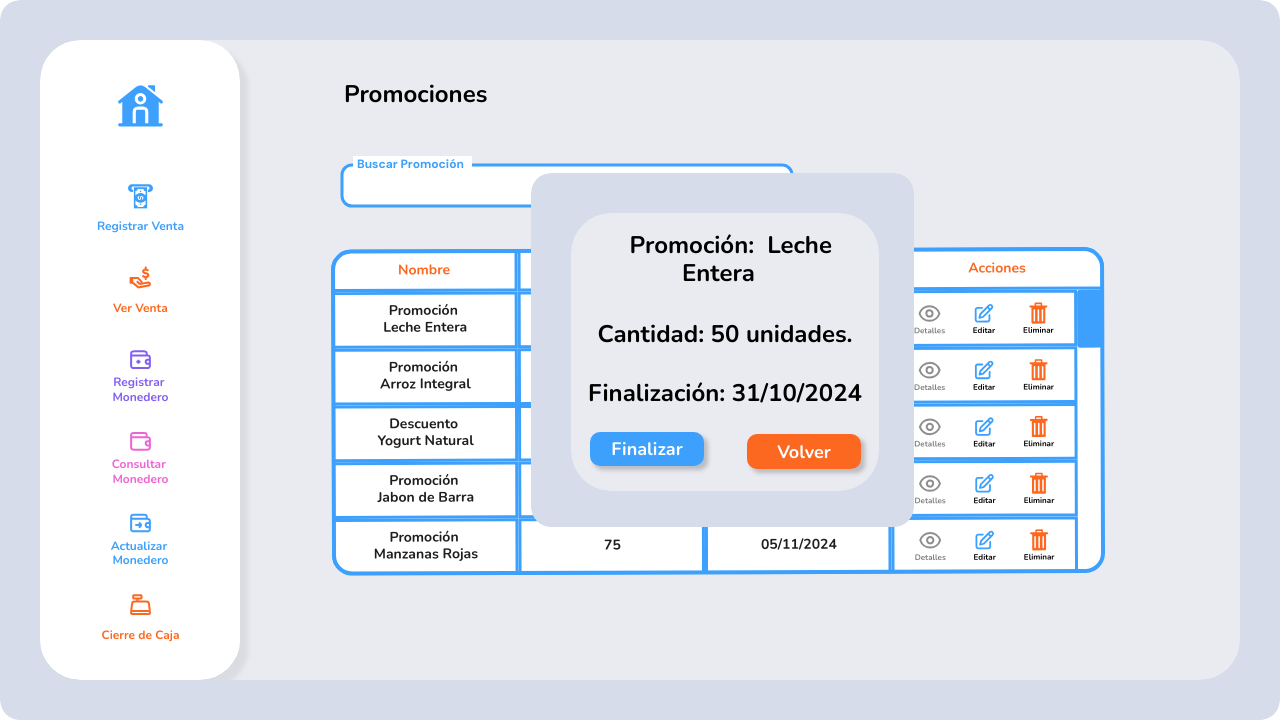 Promociones
Registrar Venta
Ver Venta
Registrar
Monedero
Consultar
Monedero
Actualizar
Monedero
Cierre de Caja
Buscar Promoción
Nombre
Acciones
Promoción
Leche Entera
Detalles
Editar
Eliminar
Promoción
Arroz Integral
Detalles
Editar
Eliminar
Descuento
Yogurt Natural
Detalles
Editar
Eliminar
Promoción
Jabon de Barra
Detalles
Editar
Eliminar
Promoción
Manzanas Rojas
75
05/11/2024
Detalles
Editar
Eliminar
Promoción: Leche
Entera
Cantidad: 50 unidades.
Finalización: 31/10/2024
Finalizar
Volver